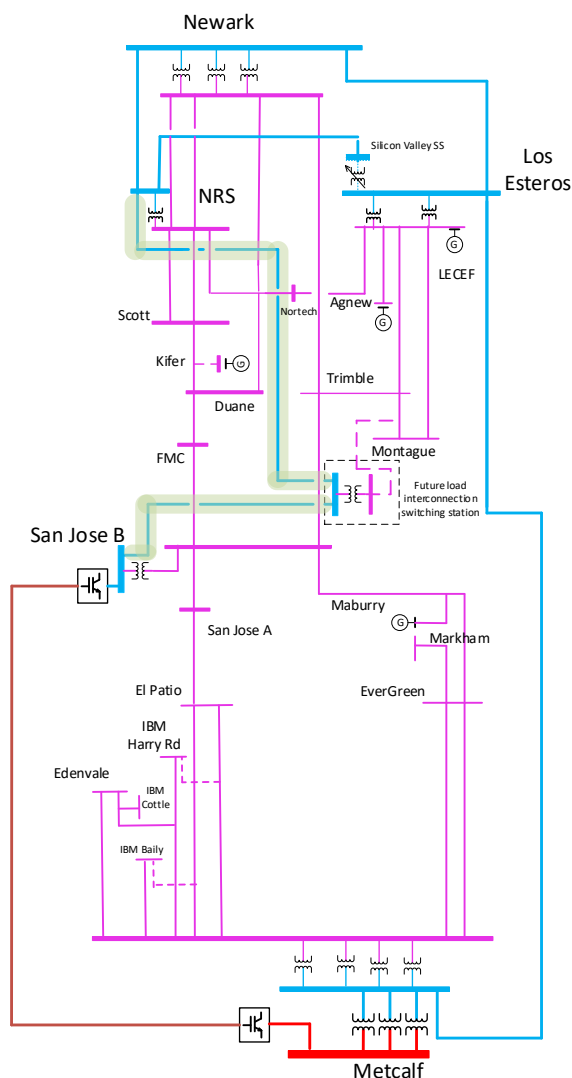 Newark
Silicon Valley SS
Los
Esteros
NRS
LECEF
G
Agnew
G
Nortech
Scott
Kifer
G
Trimble
Duane
Montague
FMC
Future load
interconnection
switching station
San Jose B
Maburry
G
San Jose A
Markham
El Patio
EverGreen
IBM
Harry Rd
Edenvale
IBM
Cottle
IBM Baily
Metcalf